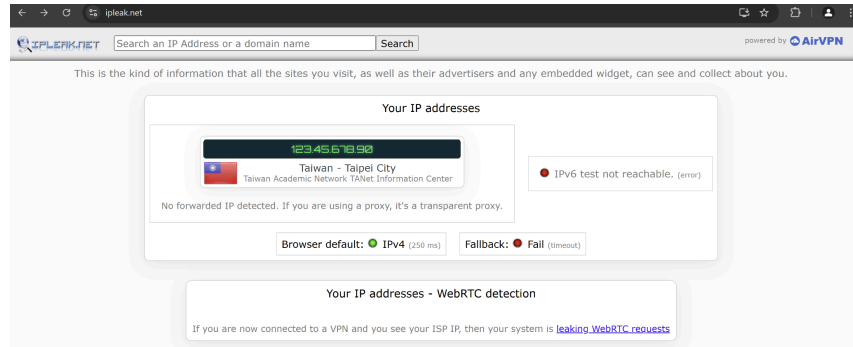 ipleak.net
IPLEAK.NET
Search an IP Address or a domain name
Search
powered by AirVPN
This is the kind of information that all the sites you visit, as well as their advertisers and any embedded widget, can see and collect about you.
Your IP addresses
123.45.678.90
Taiwan - Taipei City
Taiwan Academic Network TANet Information Center
IPv6 test not reachable. (error)
No forwarded IP detected. If you are using a proxy, it's a transparent proxy.
Browser default: IPv4 (250 ms)
Fallback: Fail (timeout)
Your IP addresses - WebRTC detection
If you are now connected to a VPN and you see your ISP IP, then your system is leaking WebRTC requests